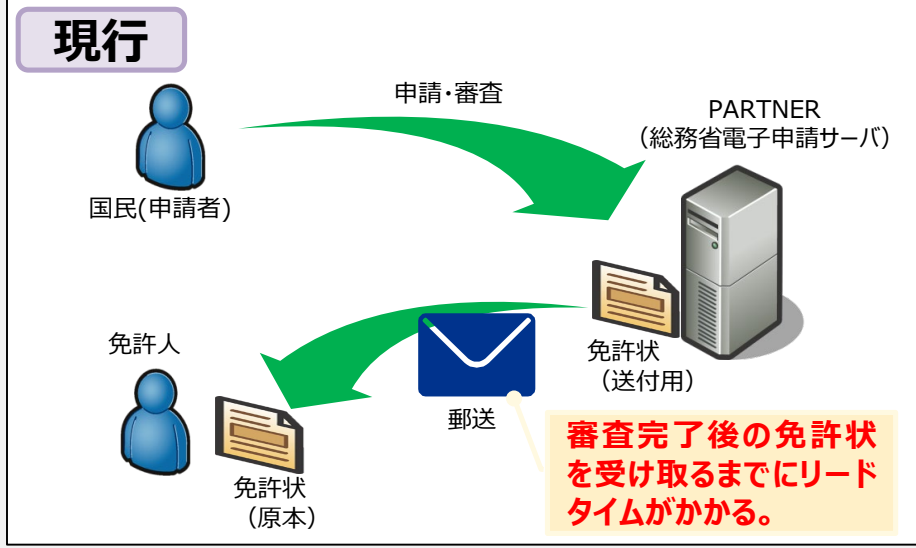 現行
申請・審査
PARTNER
（総務省電子申請サーバ）
国民(申請者)
免許人
免許状
（送付用）
郵送
免許状
（原本）
審査完了後の免許状
を受け取るまでにリード
タイムがかかる。